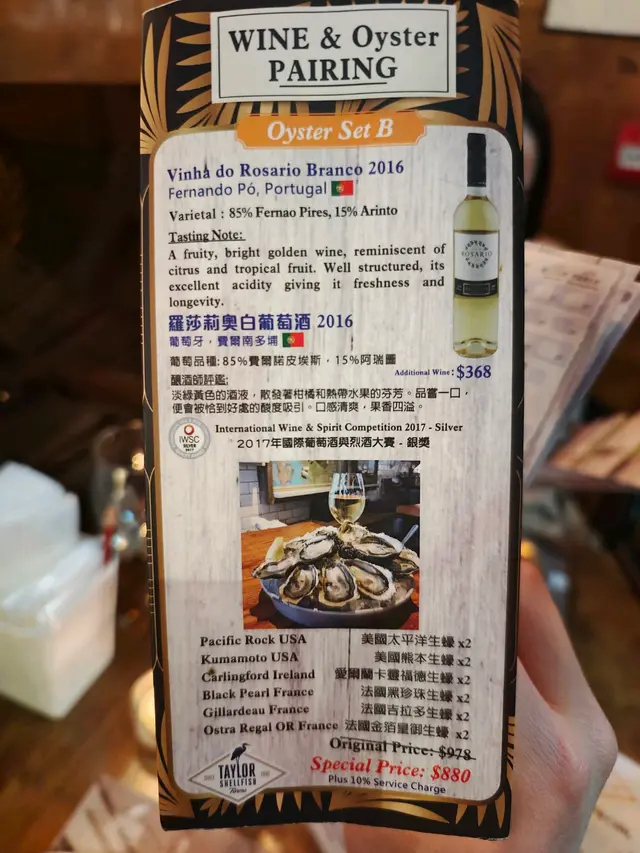 WINE & Oyster
PAIRING
Oyster Set B
Vinha do Rosario Branco 2016
Fernando Pó, Portugal
Varietal : 85% Fernao Pires, 15% Arinto
Tasting Note:
A fruity, bright golden wine, reminiscent of
citrus and tropical fruit. Well structured, its
excellent acidity giving it freshness and
longevity.
ROSARIO
羅莎莉奧白葡萄酒 2016
葡萄牙，費爾南多埔
葡萄品種: 85%費爾諾皮埃斯，15%阿瑞圖
Additional Wine : $368
釀酒師評鑑:
淡綠黃色的酒液，散發著柑橘和熱帶水果的芬芳。品嘗一口，
便會被恰到好處的酸度吸引。口感清爽，果香四溢。
IWSC
SILVER
2017
International Wine & Spirit Competition 2017 - Silver
2017年國際葡萄酒與烈酒大賽 - 銀獎
Pacific Rock USA 美國太平洋生蠔 x2
Kumamoto USA 美國熊本生蠔 x2
Carlingford Ireland 愛爾蘭卡靈福德生蠔 x2
Black Pearl France 法國黑珍珠生蠔 x2
Gillardeau France 法國吉拉多生蠔 x2
Ostra Regal OR France 法國金箔皇御生蠔 x2
Original Price: $978
Special Price: $880
Plus 10% Service Charge
TAYLOR
SHELLFISH
Farms